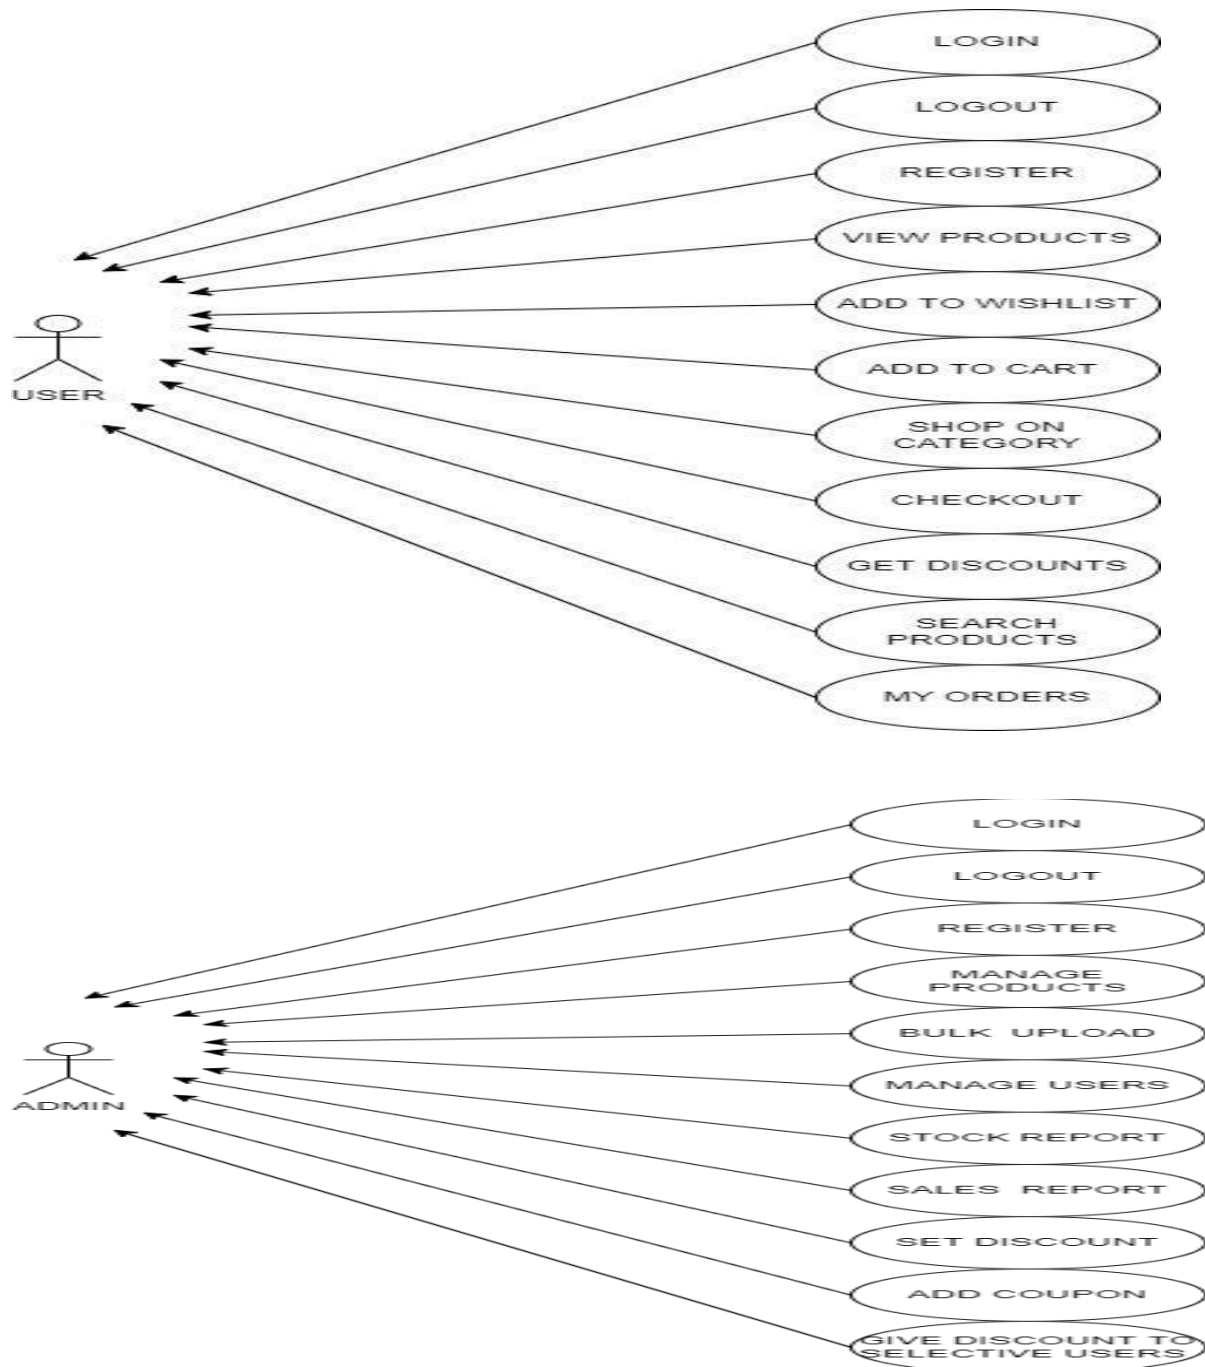 LOGIN
LOGOUT
REGISTER
VIEW PRODUCTS
ADD TO WISHLIST
ADD TO CART
SHOP ON
CATEGORY
CHECKOUT
GET DISCOUNTS
SEARCH
PRODUCTS
MY ORDERS
USER
LOGIN
LOGOUT
REGISTER
MANAGE
PRODUCTS
BULK UPLOAD
MANAGE USERS
STOCK REPORT
SALES REPORT
SET DISCOUNT
ADD COUPON
GIVE DISCOUNT TO
SELECTIVE USERS
ADMIN